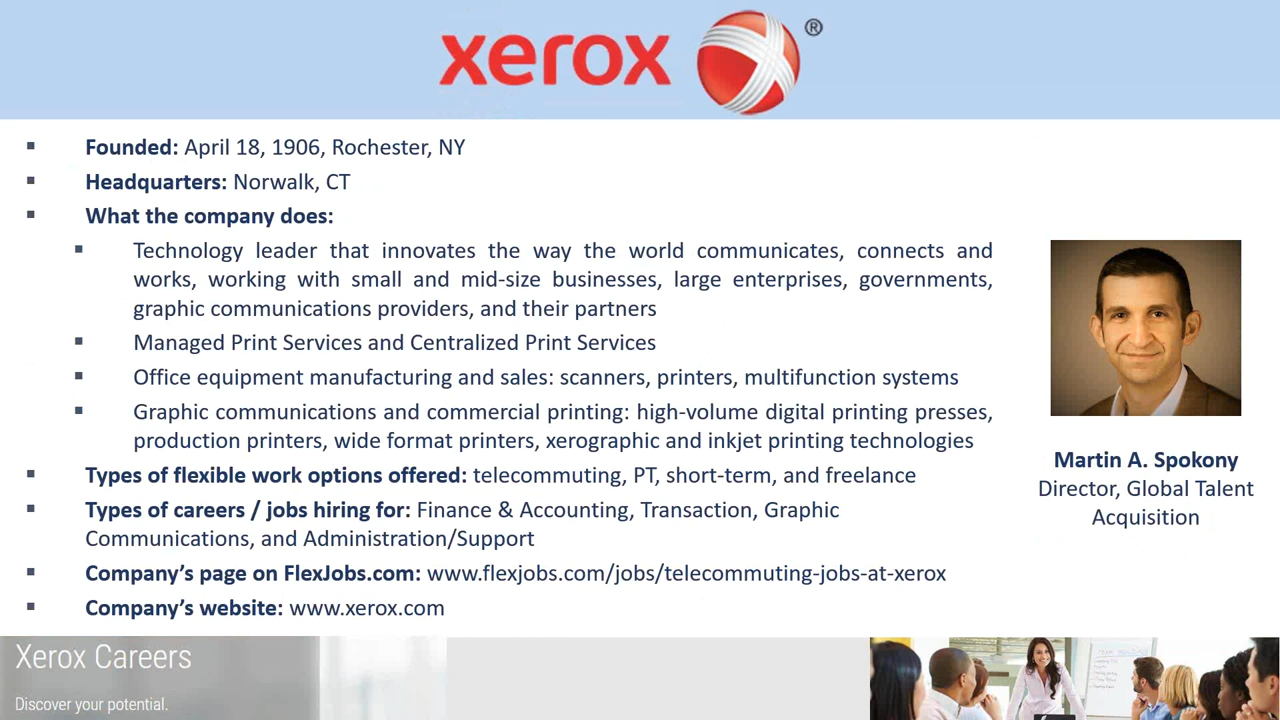 xerox ®
Founded: April 18, 1906, Rochester, NY
Headquarters: Norwalk, CT
What the company does:
Technology leader that innovates the way the world communicates, connects and
works, working with small and mid-size businesses, large enterprises, governments,
graphic communications providers, and their partners
Managed Print Services and Centralized Print Services
Office equipment manufacturing and sales: scanners, printers, multifunction systems
Graphic communications and commercial printing: high-volume digital printing presses,
production printers, wide format printers, xerographic and inkjet printing technologies
Types of flexible work options offered: telecommuting, PT, short-term, and freelance
Types of careers / jobs hiring for: Finance & Accounting, Transaction, Graphic
Communications, and Administration/Support
Company’s page on FlexJobs.com: www.flexjobs.com/jobs/telecommuting-jobs-at-xerox
Company’s website: www.xerox.com
Martin A. Spokony
Director, Global Talent
Acquisition
Xerox Careers
Discover your potential.